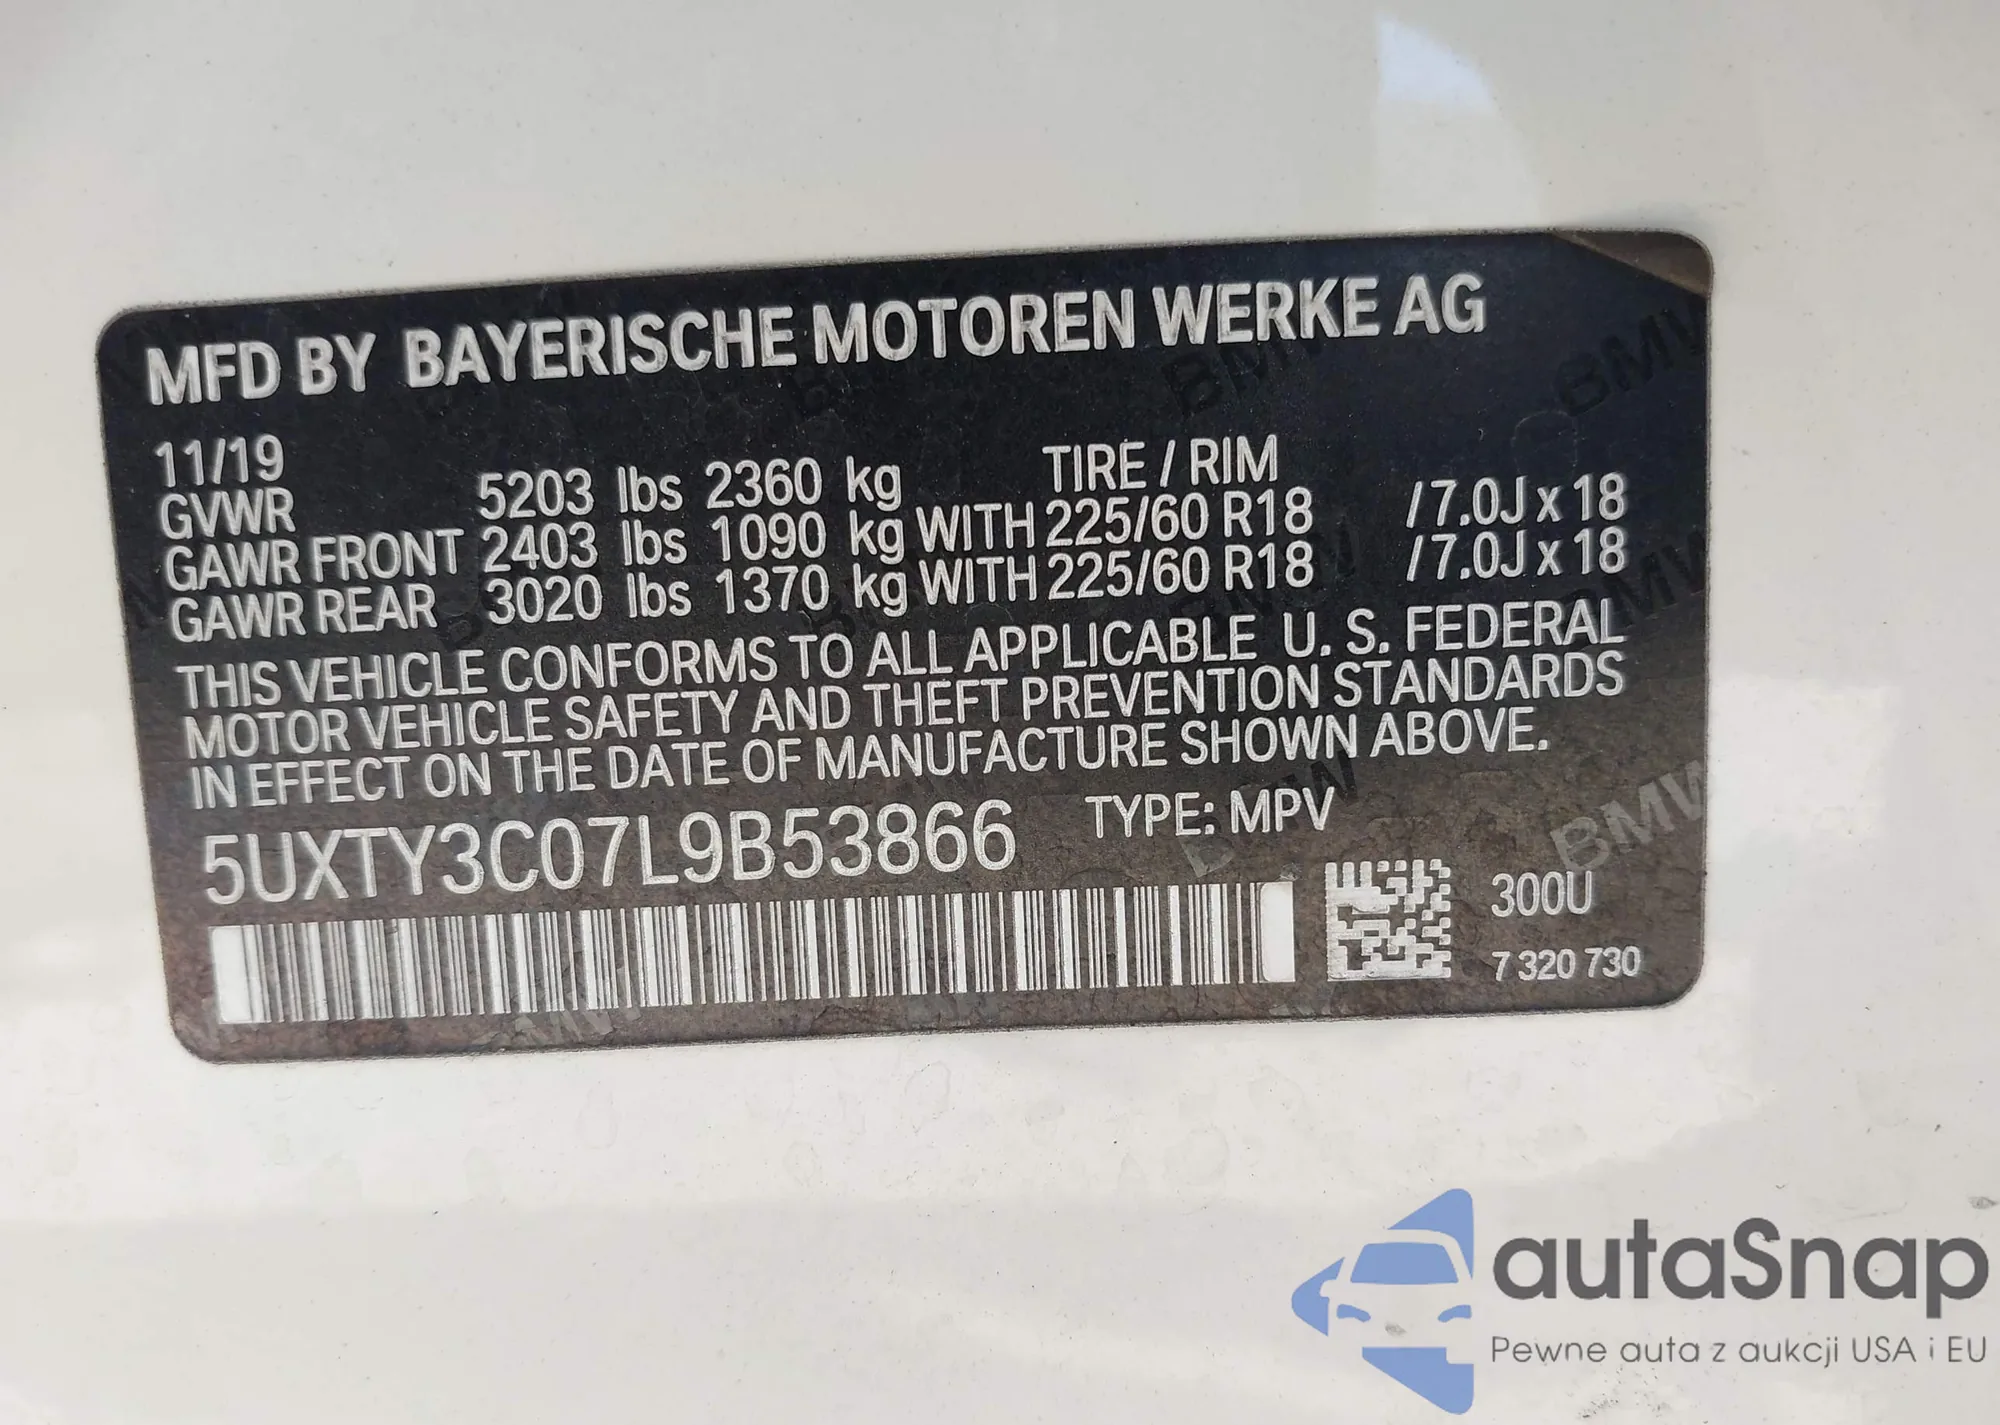 MFD BY BAYERISCHE MOTOREN WERKE AG
11/19 TIRE / RIM
GVWR 5203 lbs 2360 kg
GAWR FRONT 2403 lbs 1090 kg WITH 225/60 R18 /7.0J x 18
GAWR REAR 3020 lbs 1370 kg WITH 225/60 R18 /7.0J x 18
THIS VEHICLE CONFORMS TO ALL APPLICABLE U. S. FEDERAL
MOTOR VEHICLE SAFETY AND THEFT PREVENTION STANDARDS
IN EFFECT ON THE DATE OF MANUFACTURE SHOWN ABOVE.
5UXTY3C07L9B53866 TYPE: MPV
300U
7 320 730
autaSnap
Pewne auta z aukcji USA i EU